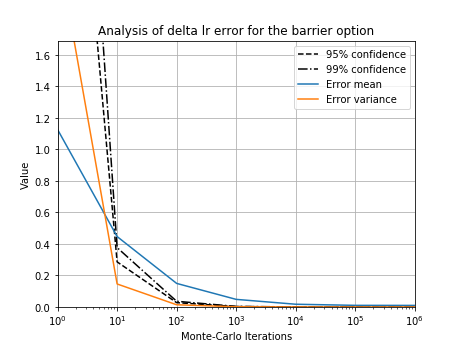 Analysis of delta lr error for the barrier option
95% confidence
99% confidence
Error mean
Error variance
Value
1.6
1.4
1.2
1.0
0.8
0.6
0.4
0.2
0.0
10⁰ 10¹ 10² 10³ 10⁴ 10⁵ 10⁶
Monte-Carlo Iterations